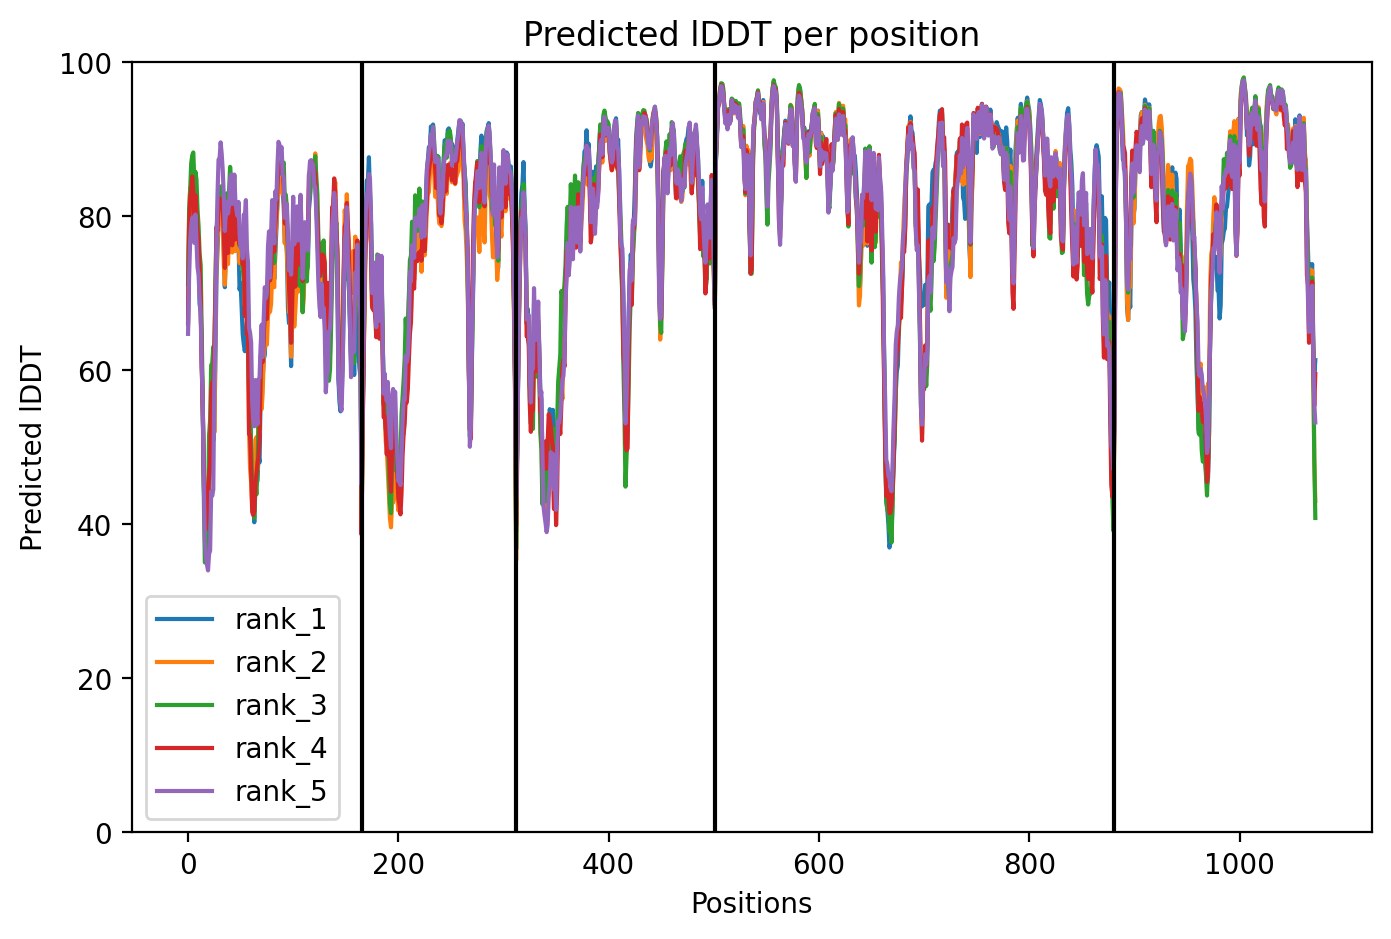 Predicted lDDT per position
100
80
60
40
20
0
Predicted lDDT
rank_1
rank_2
rank_3
rank_4
rank_5
0 200 400 600 800 1000
Positions